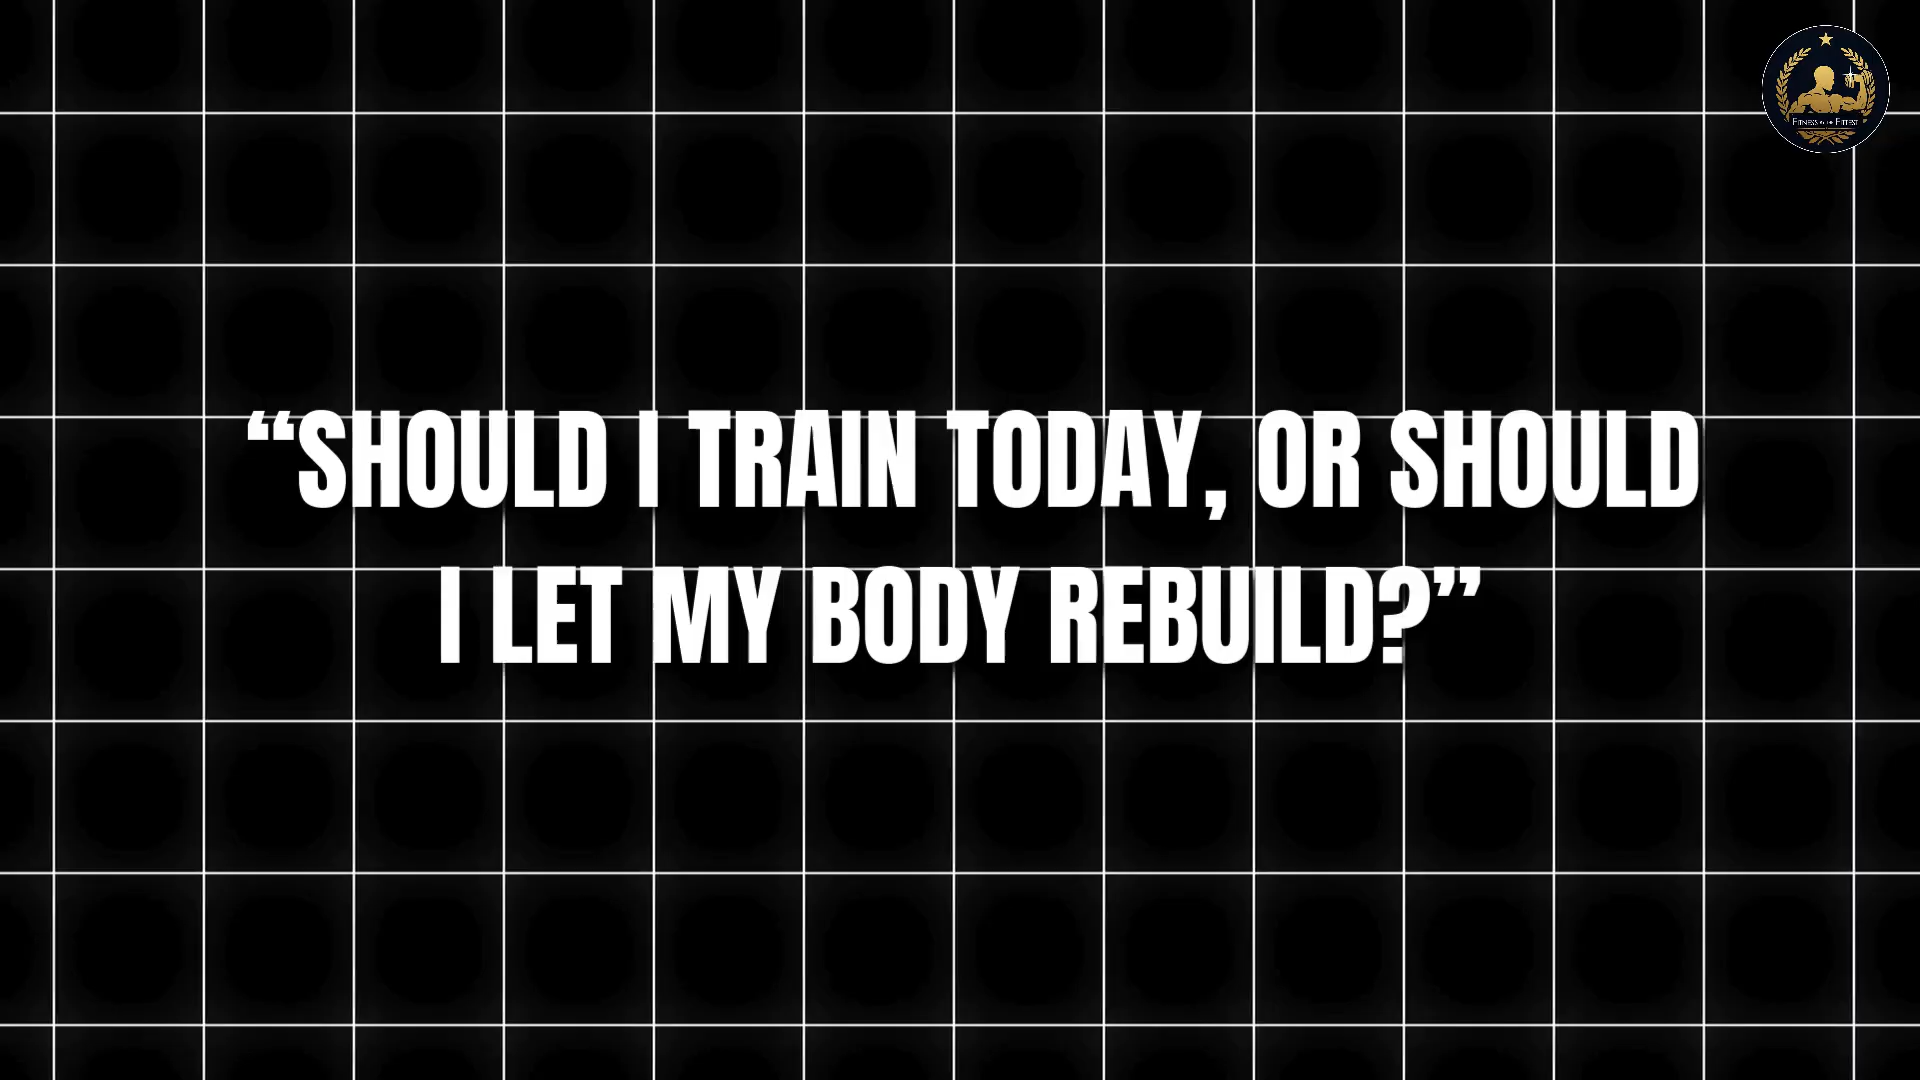 “SHOULD I TRAIN TODAY, OR SHOULD
I LET MY BODY REBUILD?”